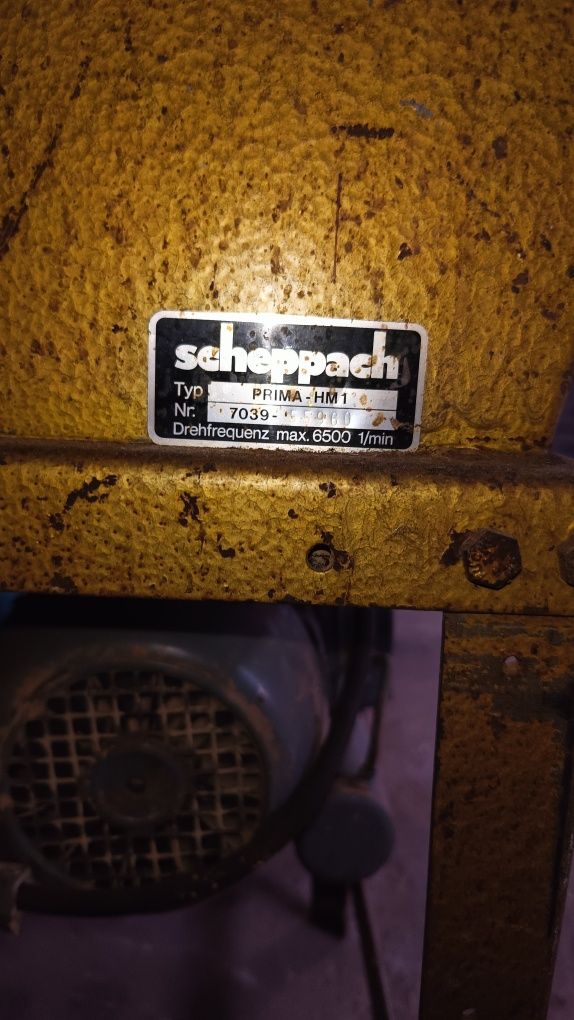 scheppach
Typ PRIMA-HM1
Nr. 7039-
Drehfrequenz max. 6500 1/min